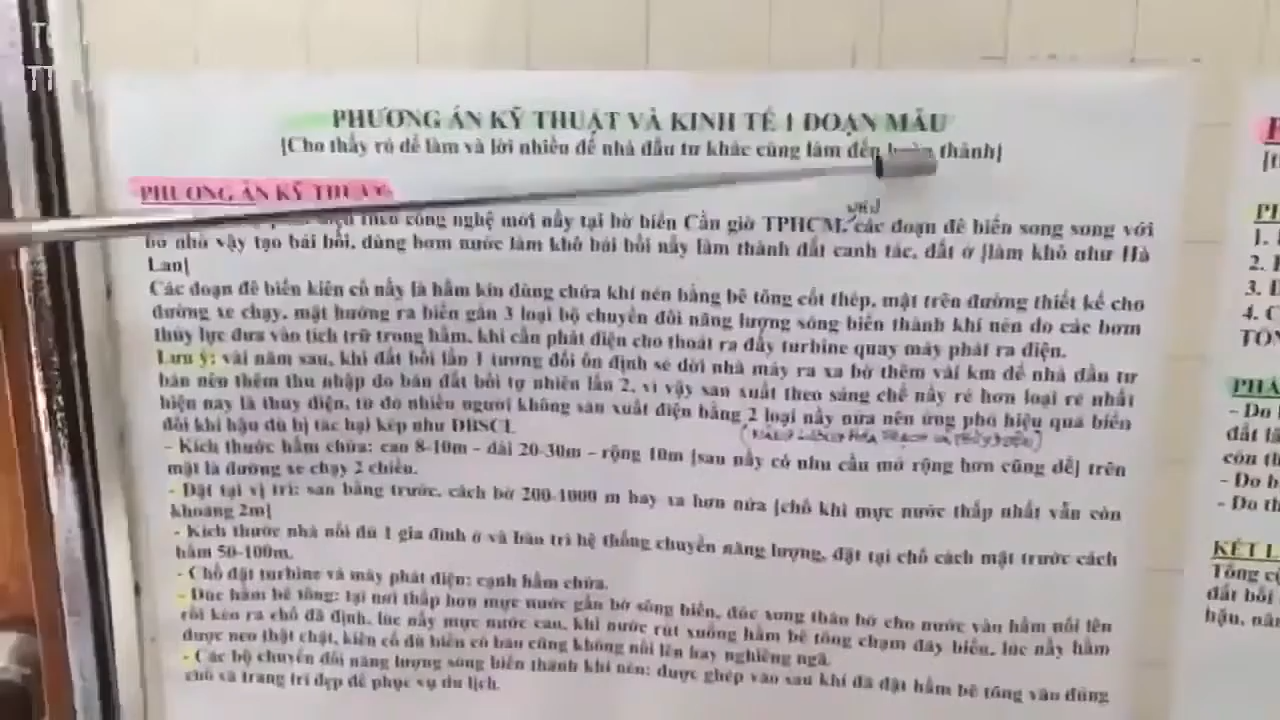 PHƯƠNG ÁN KỸ THUẬT VÀ KINH TẾ 1 ĐOẠN MẪU
[Cho thấy rõ dễ làm và lời nhiều để nhà đầu tư khác cũng làm đến hoàn thành]
PHƯƠNG ÁN KỸ THUẬT
theo công nghệ mới nầy tại bờ biển Cần giờ TPHCM, các đoạn đê biển song song với
bờ như vậy tạo bãi bồi, dùng bơm nước làm khô bãi bồi nầy làm thành đất canh tác, đất ở [làm khô như Hà
Lan]
Các đoạn đê biển kiên cố nầy là hầm kín dùng chứa khí nén bằng bê tông cốt thép, mặt trên đường thiết kế cho
đường xe chạy, mặt hướng ra biển gắn 3 loại bộ chuyển đổi năng lượng sóng biển thành khí nén do các bơm
thủy lực đưa vào tích trữ trong hầm, khi cần phát điện cho thoát ra đẩy turbine quay máy phát ra điện.
Lưu ý: vài năm sau, khi đất bồi lần 1 tương đối ổn định sẽ dời nhà máy ra xa bờ thêm vài km để nhà đầu tư
bán nên thêm thu nhập do bán đất bồi tự nhiên lần 2, vì vậy sản xuất theo sáng chế nầy rẻ hơn loại rẻ nhất
hiện nay là thủy điện, từ đó nhiều người không sản xuất điện bằng 2 loại nầy nữa nên ứng phó hiệu quả biến
đổi khí hậu dù bị tác hại kép như ĐBSCL
- Kích thước hầm chứa: cao 8-10m – dài 20-30m – rộng 10m [sau nầy có nhu cầu mở rộng hơn cũng dễ] trên
mặt là đường xe chạy 2 chiều.
- Đặt tại vị trí: san bằng trước, cách bờ 200-1000 m hay xa hơn nữa [chỗ khi mực nước thấp nhất vẫn còn
khoảng 2m]
- Kích thước nhà nổi đủ 1 gia đình ở và bảo trì hệ thống chuyển năng lượng, đặt tại chỗ cách mặt trước cách
hầm 50-100m.
- Chỗ đặt turbine và máy phát điện: cạnh hầm chứa.
- Đúc hầm bê tông: tại nơi thấp hơn mực nước gần bờ sông biển, đúc xong tháo bờ cho nước vào hầm nổi lên
rồi kéo ra chỗ đã định, lúc nầy mực nước cao, khi nước rút xuống hầm bê tông chạm đáy biển, lúc nầy hầm
được neo thật chặt, kiên cố dù biển có bão cũng không nổi lên hay nghiêng ngã.
- Các bộ chuyển đổi năng lượng sóng biển thành khí nén: được ghép vào sau khi đã đặt hầm bê tông vào đúng
chỗ và trang trí đẹp để phục vụ du lịch.
1.
2.
3.
4.